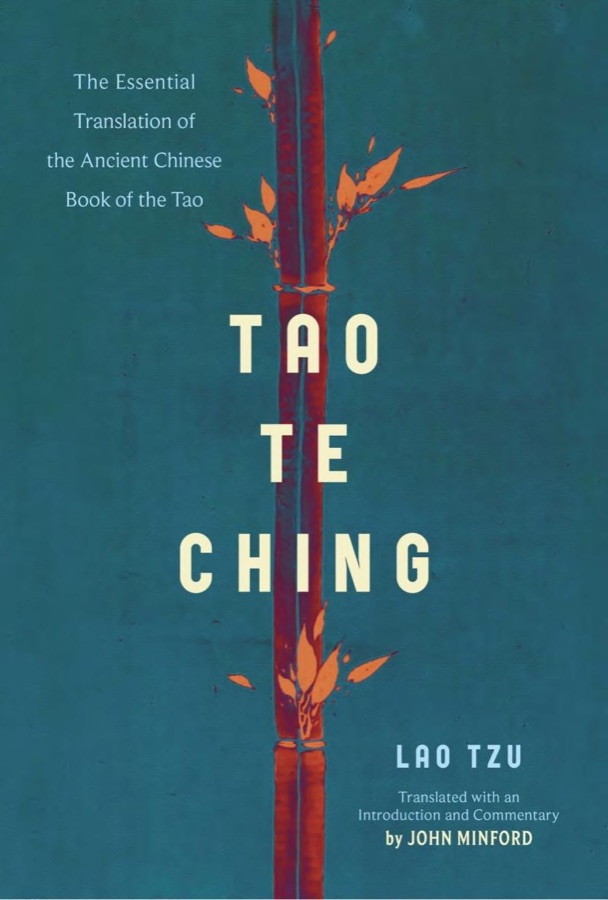 The Essential
Translation of
the Ancient Chinese
Book of the Tao
TAO
TE
CHING
LAO TZU
Translated with an
Introduction and Commentary
by JOHN MINFORD